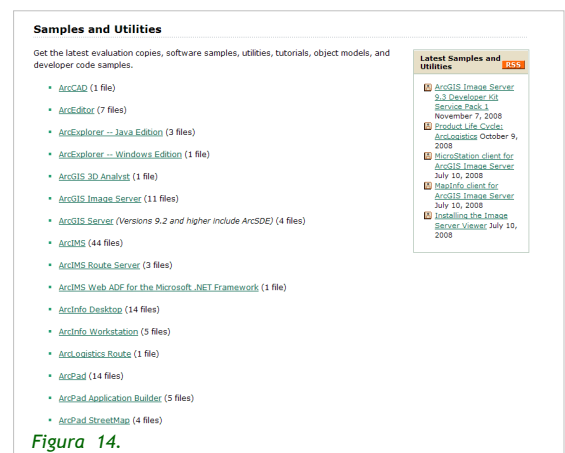 Samples and Utilities
Get the latest evaluation copies, software samples, utilities, tutorials, object models, and
developer code samples.
ArcCAD (1 file)
ArcEditor (7 files)
ArcExplorer -- Java Edition (3 files)
ArcExplorer -- Windows Edition (1 file)
ArcGIS 3D Analyst (1 file)
ArcGIS Image Server (11 files)
ArcGIS Server (Versions 9.2 and higher include ArcSDE) (4 files)
ArcIMS (44 files)
ArcIMS Route Server (3 files)
ArcIMS Web ADF for the Microsoft .NET Framework (1 file)
ArcInfo Desktop (14 files)
ArcInfo Workstation (5 files)
ArcLogistics Route (1 file)
ArcPad (14 files)
ArcPad Application Builder (5 files)
ArcPad StreetMap (4 files)
Latest Samples and
Utilities
RSS
ArcGIS Image Server
9.3 Developer Kit
Service Pack 1
November 7, 2008
Product Life Cycle:
ArcLogistics October 9,
2008
MicroStation client for
ArcGIS Image Server
July 10, 2008
MapInfo client for
ArcGIS Image Server
July 10, 2008
Installing the Image
Server Viewer July 10,
2008
Figura 14.